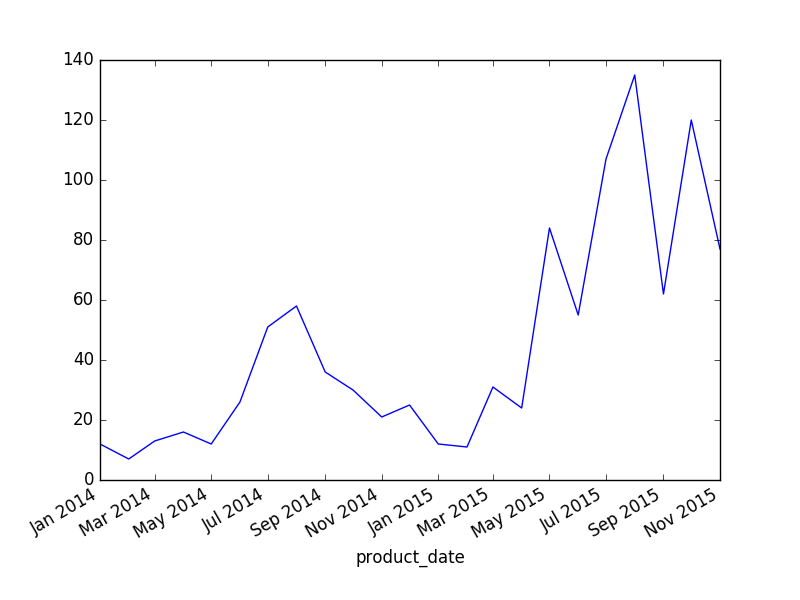 140
120
100
80
60
40
20
0
Jan 2014
Mar 2014
May 2014
Jul 2014
Sep 2014
Nov 2014
Jan 2015
Mar 2015
May 2015
Jul 2015
Sep 2015
Nov 2015
product_date